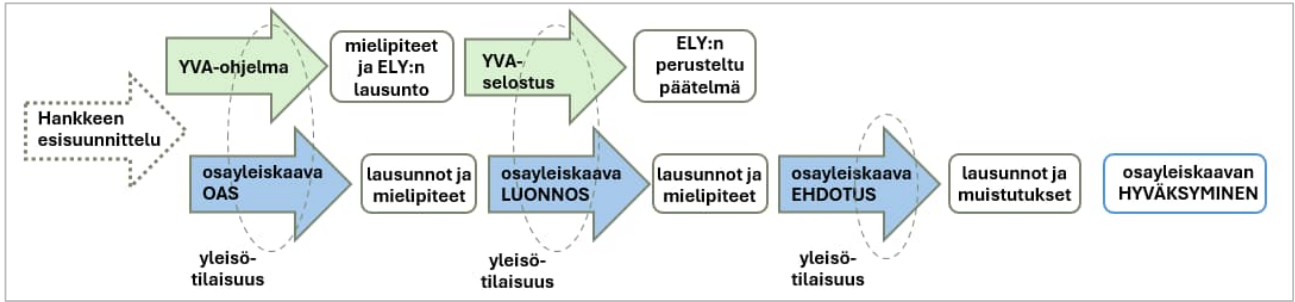 Hankkeen
esisuunnittelu
YVA-ohjelma
mielipiteet
ja ELY:n
lausunto
YVA-
selostus
ELY:n
perusteltu
päätelmä
osayleiskaava
OAS
lausunnot ja
mielipiteet
osayleiskaava
LUONNOS
lausunnot ja
mielipiteet
osayleiskaava
EHDOTUS
lausunnot ja
muistutukset
osayleiskaavan
HYVÄKSYMINEN
yleisö-
tilaisuus
yleisö-
tilaisuus
yleisö-
tilaisuus